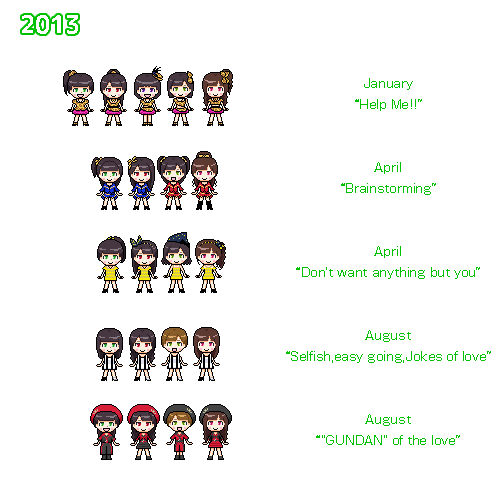 2013
January
“Help Me!!”
April
“Brainstorming”
April
“Don't want anything but you”
August
“Selfish,easy going,Jokes of love”
August
“"GUNDAN" of the love”